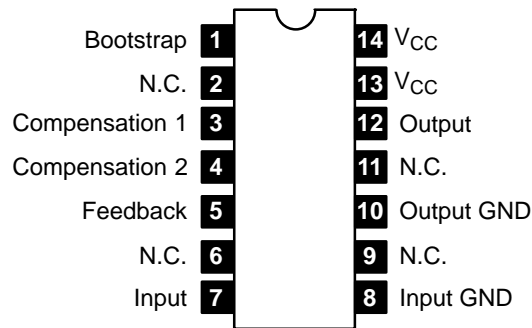 Bootstrap 1 14 VCC
N.C. 2 13 VCC
Compensation 1 3 12 Output
Compensation 2 4 11 N.C.
Feedback 5 10 Output GND
N.C. 6 9 N.C.
Input 7 8 Input GND